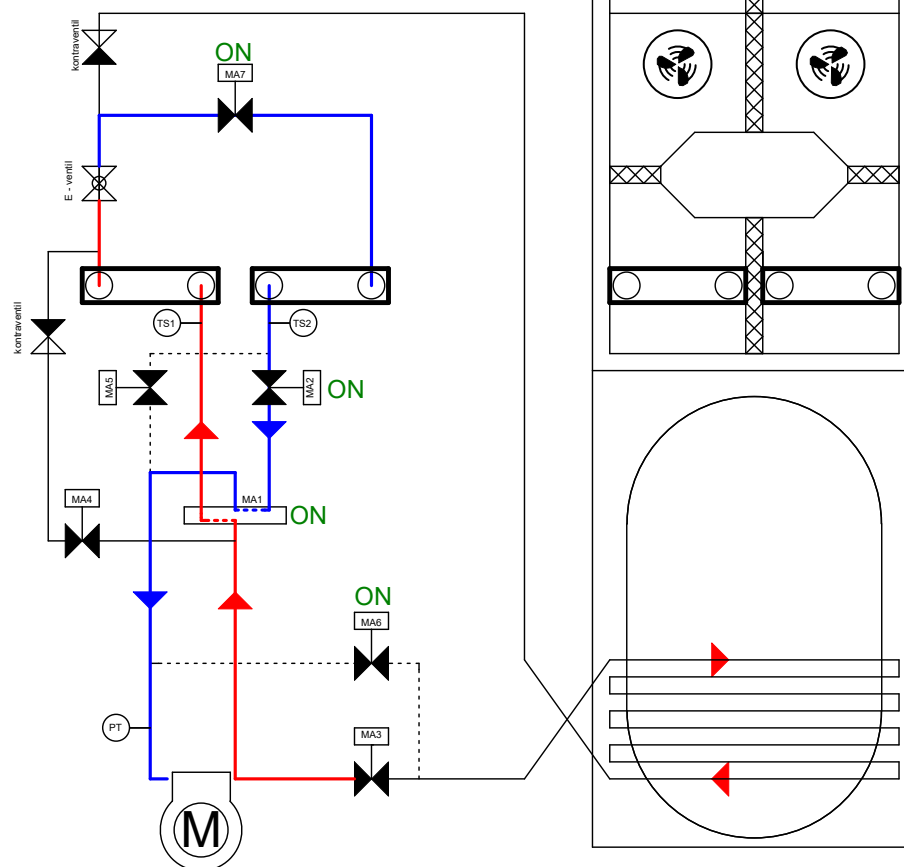 kontraventil
ON
MA7
E - ventil
TS1
TS2
kontraventil
MA5
MA2
ON
MA4
MA1
ON
ON
MA6
PT
MA3
M